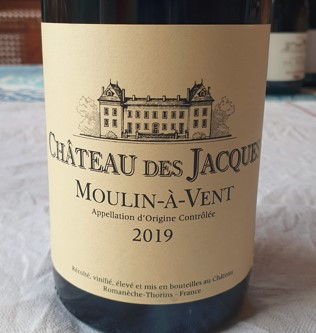 CHÂTEAU DES JACQUES
MOULIN-À-VENT
Appellation d'Origine Contrôlée
2019
Récolté, vinifié, élevé et mis en bouteilles au Château
Romanèche-Thorins - France